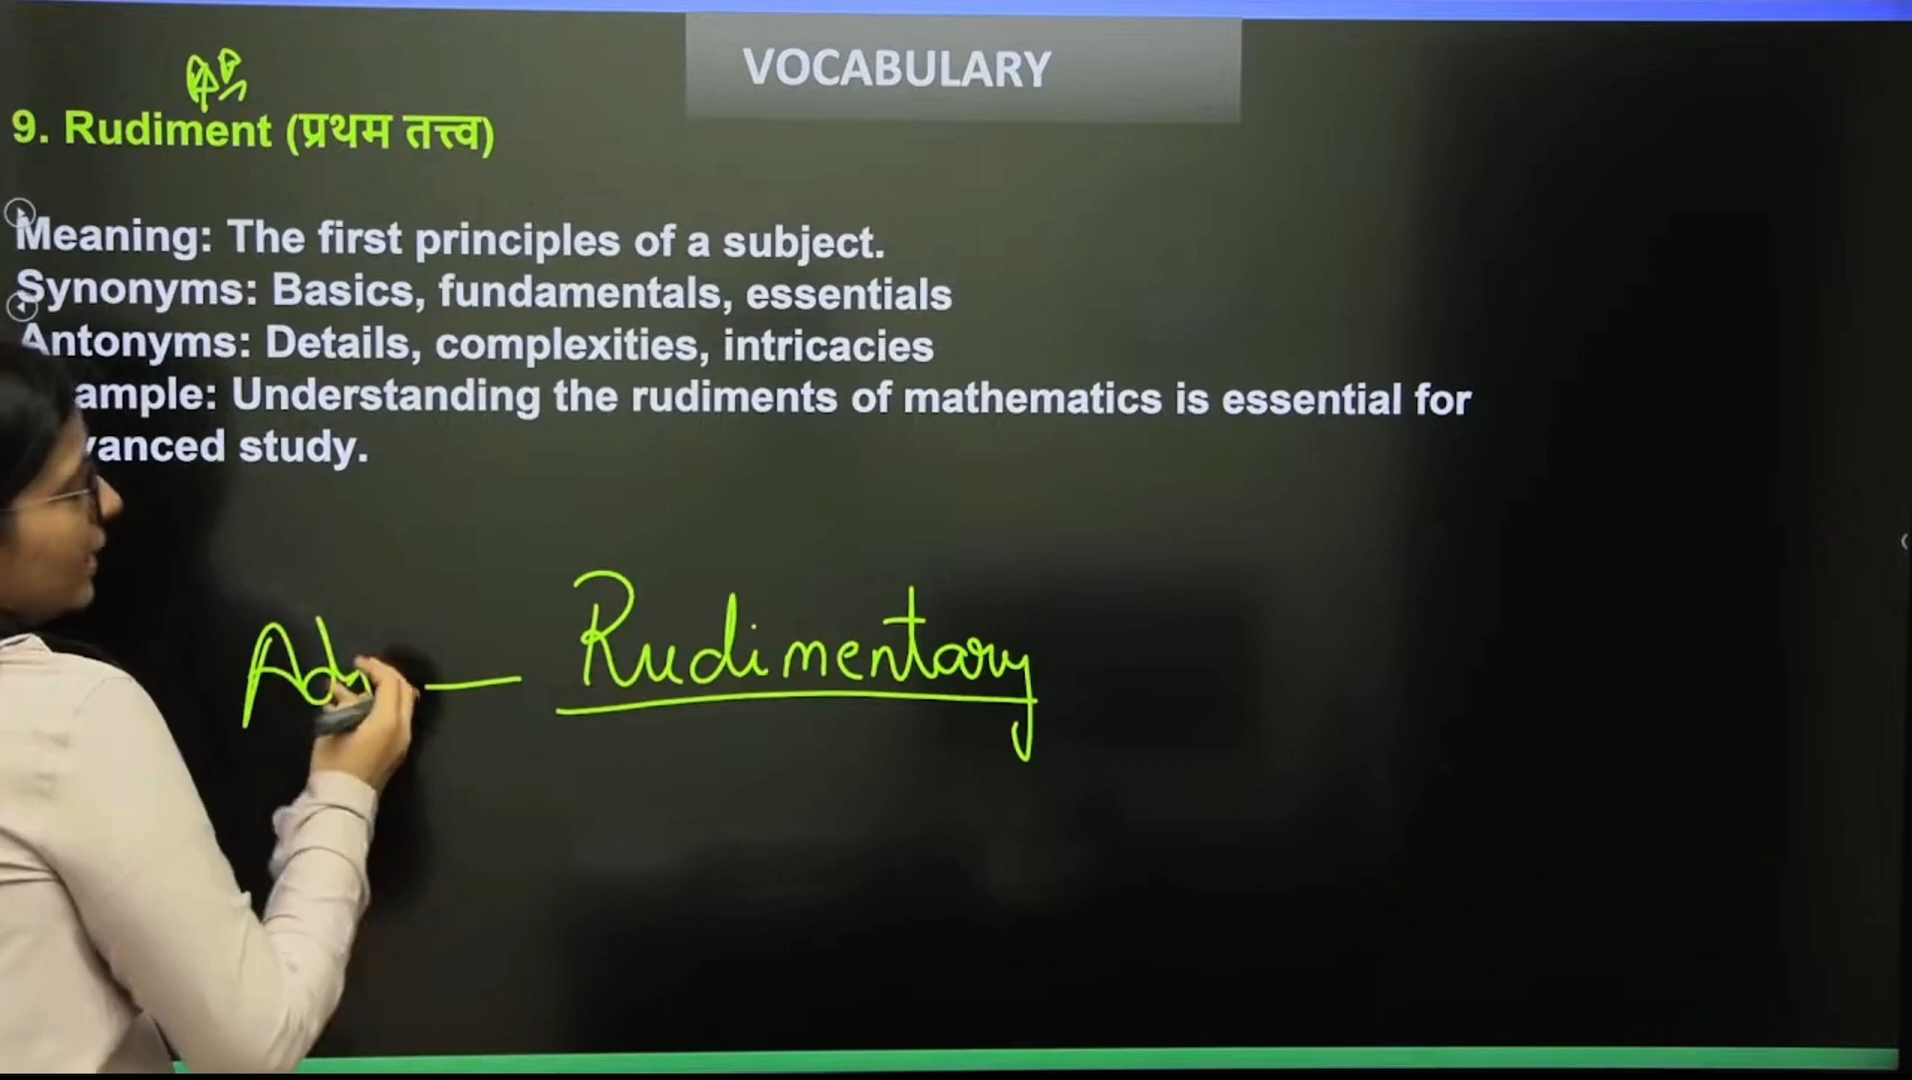 VOCABULARY
9. Rudiment (प्रथम तत्त्व)
Meaning: The first principles of a subject.
Synonyms: Basics, fundamentals, essentials
Antonyms: Details, complexities, intricacies
ample: Understanding the rudiments of mathematics is essential for
vanced study.
Adj — Rudimentary